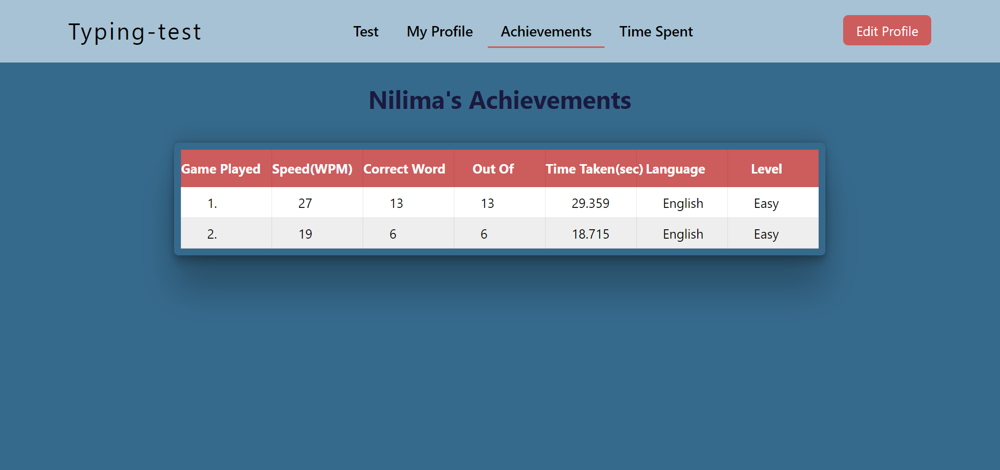 Typing-test Test My Profile Achievements Time Spent Edit Profile
Nilima's Achievements
Game Played Speed(WPM) Correct Word Out Of Time Taken(sec) Language Level
1. 27 13 13 29.359 English Easy
2. 19 6 6 18.715 English Easy